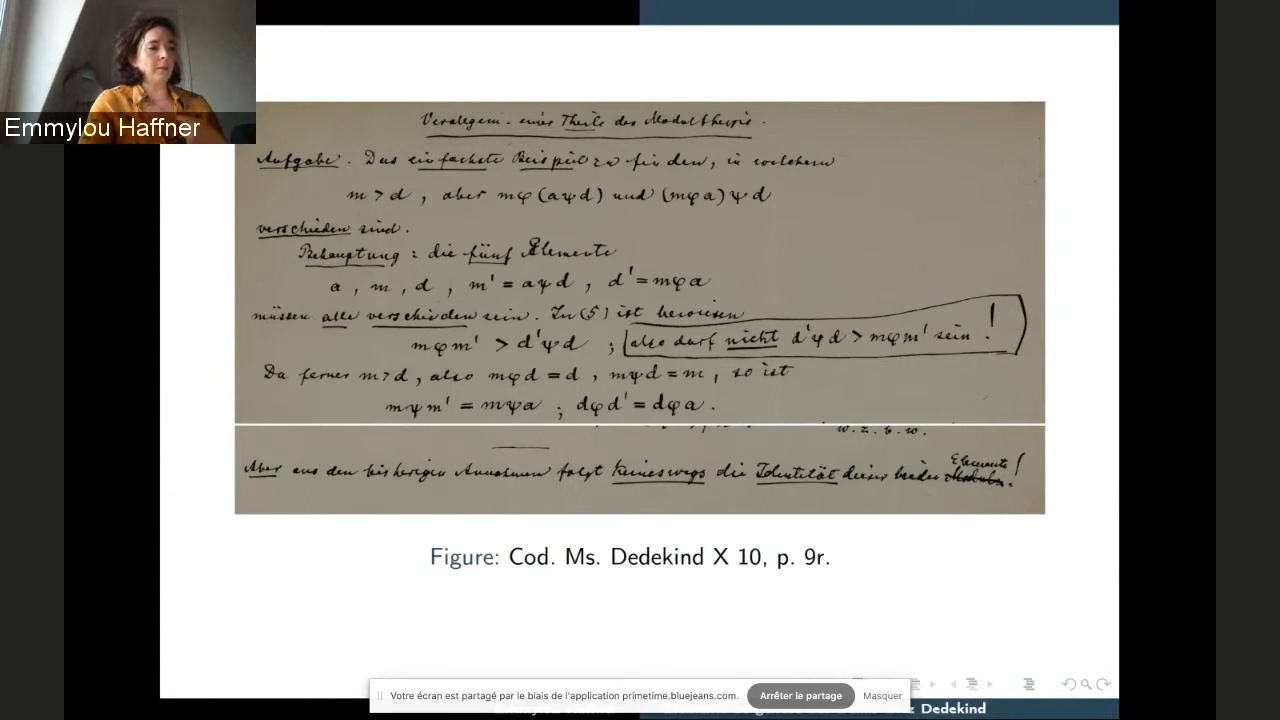 Emmylou Haffner
Veralegem. einer Theils der Modultheorie.
Aufgabe. Das einfachste Beispiel zu finden, in welchem
m > d, aber mφ(aψd) und (mφa)ψd
verschieden sind.
Behauptung: die fünf Elemente
a, m, d, m' = aψd, d' = mφa
müssen alle verschieden sein. In (5) ist bewiesen
mφm' > d'ψd ; also darf nicht d'ψd > mφm' sein!
Da ferner m > d, also mφd = d, mψd = m, so ist
mψm' = mψa ; dφd' = dφa.
w. z. b. w.
Aber aus den bisherigen Annahmen folgt keineswegs die Identität dieser beiden Elemente!
Figure: Cod. Ms. Dedekind X 10, p. 9r.
Votre écran est partagé par le biais de l'application primetime.bluejeans.com. Arrêter le partage Masquer
Dedekind